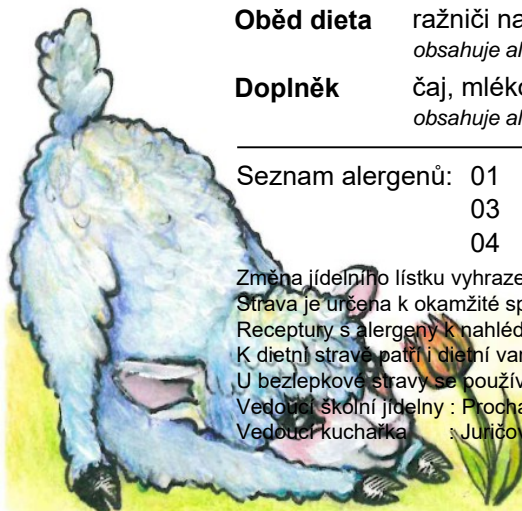 Oběd dieta ražniči na
obsahuje al
Doplněk čaj, mléko
obsahuje al
Seznam alergenů: 01
03
04
Změna jídelního lístku vyhraze
Strava je určena k okamžité sp
Receptury s alergeny k nahléd
K dietní stravě patří i dietní var
U bezlepkové stravy se použív
Vedoucí školní jídelny : Prochá
Vedoucí kuchařka : Juričov